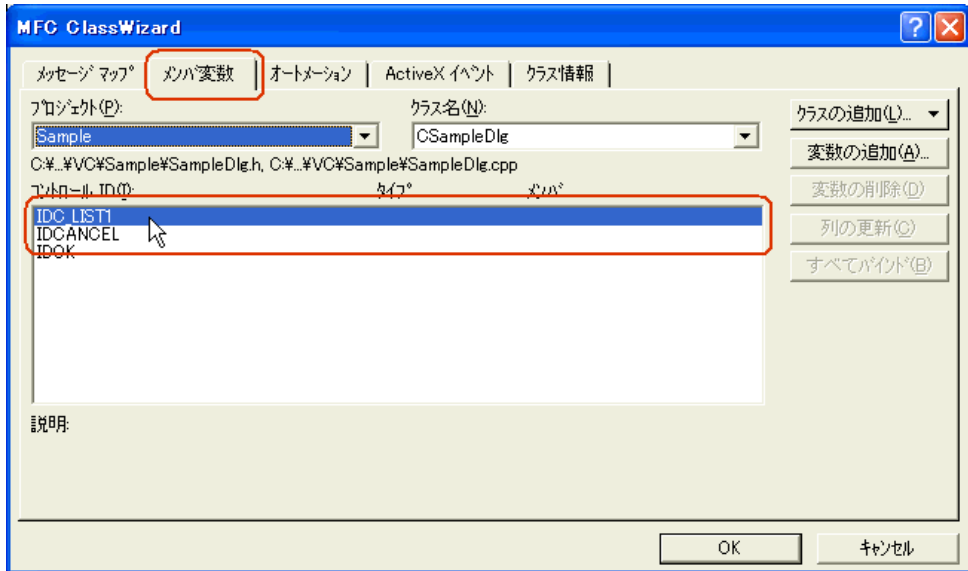 MFC ClassWizard
メッセージ マップ メンバ変数 オートメーション ActiveX イベント クラス情報
プロジェクト(P): クラス名(N):
Sample CSampleDlg
クラスの追加(L)...
変数の追加(A)...
C:¥...¥VC¥Sample¥SampleDlg.h, C:¥...¥VC¥Sample¥SampleDlg.cpp
コントロール ID(I): タイプ メンバ
変数の削除(D)
IDC_LIST1
IDCANCEL
列の更新(C)
IDOK
すべてバインド(B)
説明:
OK キャンセル